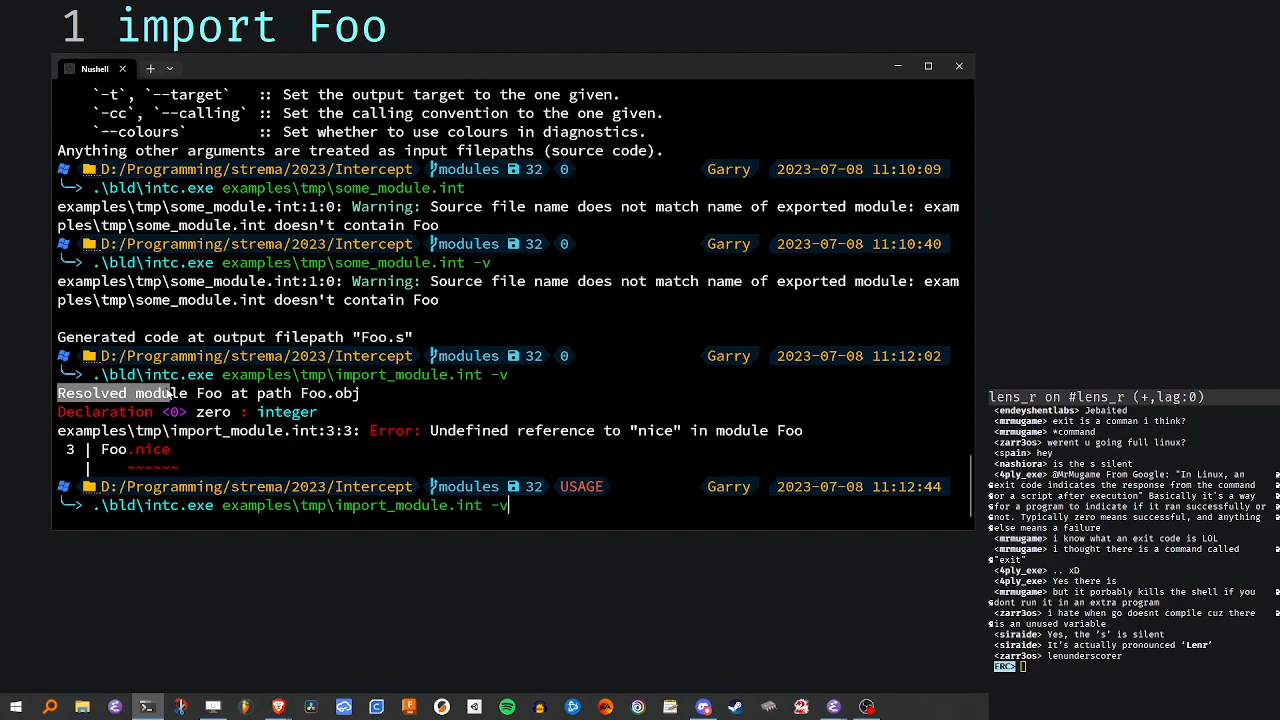 1 import Foo
Nushell
`-t`, `--target` :: Set the output target to the one given.
`-cc`, `--calling` :: Set the calling convention to the one given.
`--colours` :: Set whether to use colours in diagnostics.
Anything other arguments are treated as input filepaths (source code).
D:/Programming/strema/2023/Intercept modules 32 0 Garry 2023-07-08 11:10:09
.\bld\intc.exe examples\tmp\some_module.int
examples\tmp\some_module.int:1:0: Warning: Source file name does not match name of exported module: exam
ples\tmp\some_module.int doesn't contain Foo
D:/Programming/strema/2023/Intercept modules 32 0 Garry 2023-07-08 11:10:40
.\bld\intc.exe examples\tmp\some_module.int -v
examples\tmp\some_module.int:1:0: Warning: Source file name does not match name of exported module: exam
ples\tmp\some_module.int doesn't contain Foo
Generated code at output filepath "Foo.s"
D:/Programming/strema/2023/Intercept modules 32 0 Garry 2023-07-08 11:12:02
.\bld\intc.exe examples\tmp\import_module.int -v
Resolved module Foo at path Foo.obj
Declaration <0> zero : integer
examples\tmp\import_module.int:3:3: Error: Undefined reference to "nice" in module Foo
3 | Foo.nice
| ~~~~~~
D:/Programming/strema/2023/Intercept modules 32 USAGE Garry 2023-07-08 11:12:44
.\bld\intc.exe examples\tmp\import_module.int -v
lens_r on #lens_r (+,lag:0)
<endeyshentlabs> Jebaited
<mrmugame> exit is a comman i think?
<mrmugame> *command
<zarr3os> werent u going full linux?
<spain> hey
<nashiora> is the s silent
<4ply_exe> @MrMugame From Google: "In Linux, an
exit code indicates the response from the command
or a script after execution" Basically it's a way
for a program to indicate if it ran successfully or
not. Typically zero means successful, and anything
else means a failure
<mrmugame> i know what an exit code is LOL
<mrmugame> i thought there is a command called
"exit"
<4ply_exe> .. xD
<4ply_exe> Yes there is
<mrmugame> but it porbably kills the shell if you
dont run it in an extra program
<zarr3os> i hate when go doesnt compile cuz there
is an unused variable
<siraide> Yes, the ’s’ is silent
<siraide> It’s actually pronounced ‘Lenr’
<zarr3os> lenunderscorer
ERC>